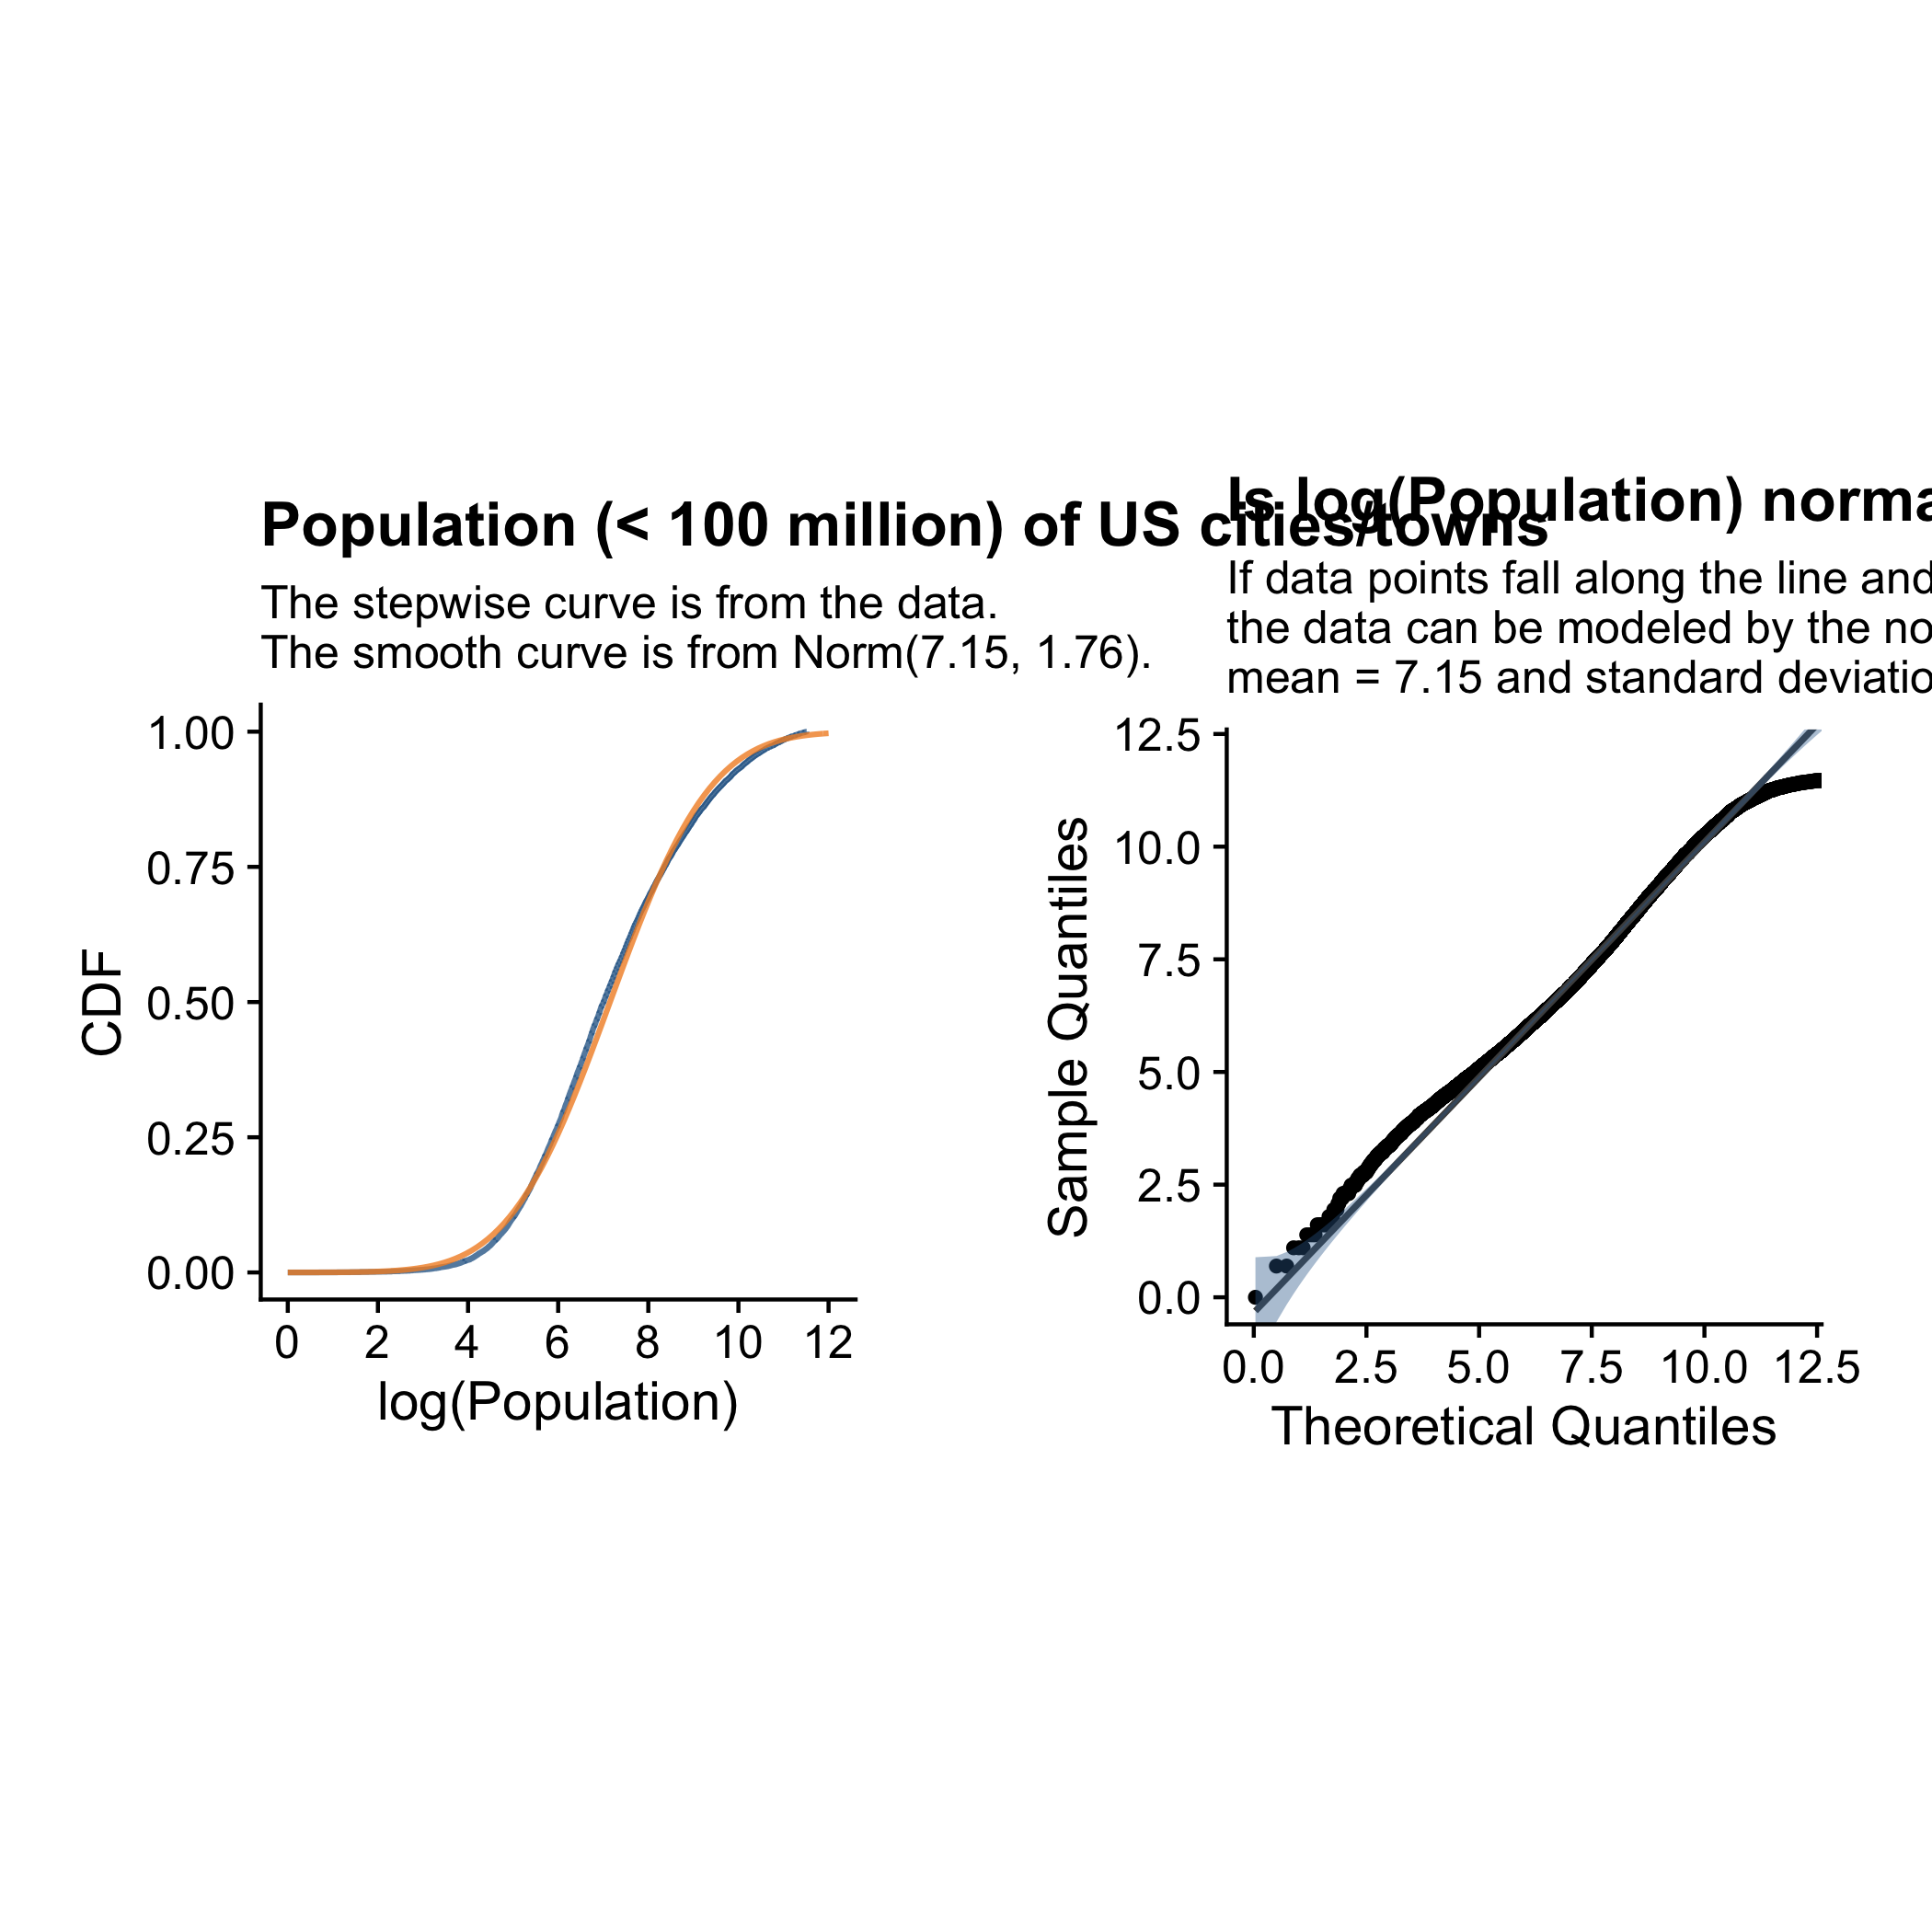 Population (< 100 million) of US cities/towns
The stepwise curve is from the data.
The smooth curve is from Norm(7.15, 1.76).
1.00
0.75
0.50
0.25
0.00
CDF
0 2 4 6 8 10 12
log(Population)
Is log(Population) norma
If data points fall along the line and
the data can be modeled by the no
mean = 7.15 and standard deviatio
12.5
10.0
7.5
5.0
2.5
0.0
Sample Quantiles
0.0 2.5 5.0 7.5 10.0 12.5
Theoretical Quantiles